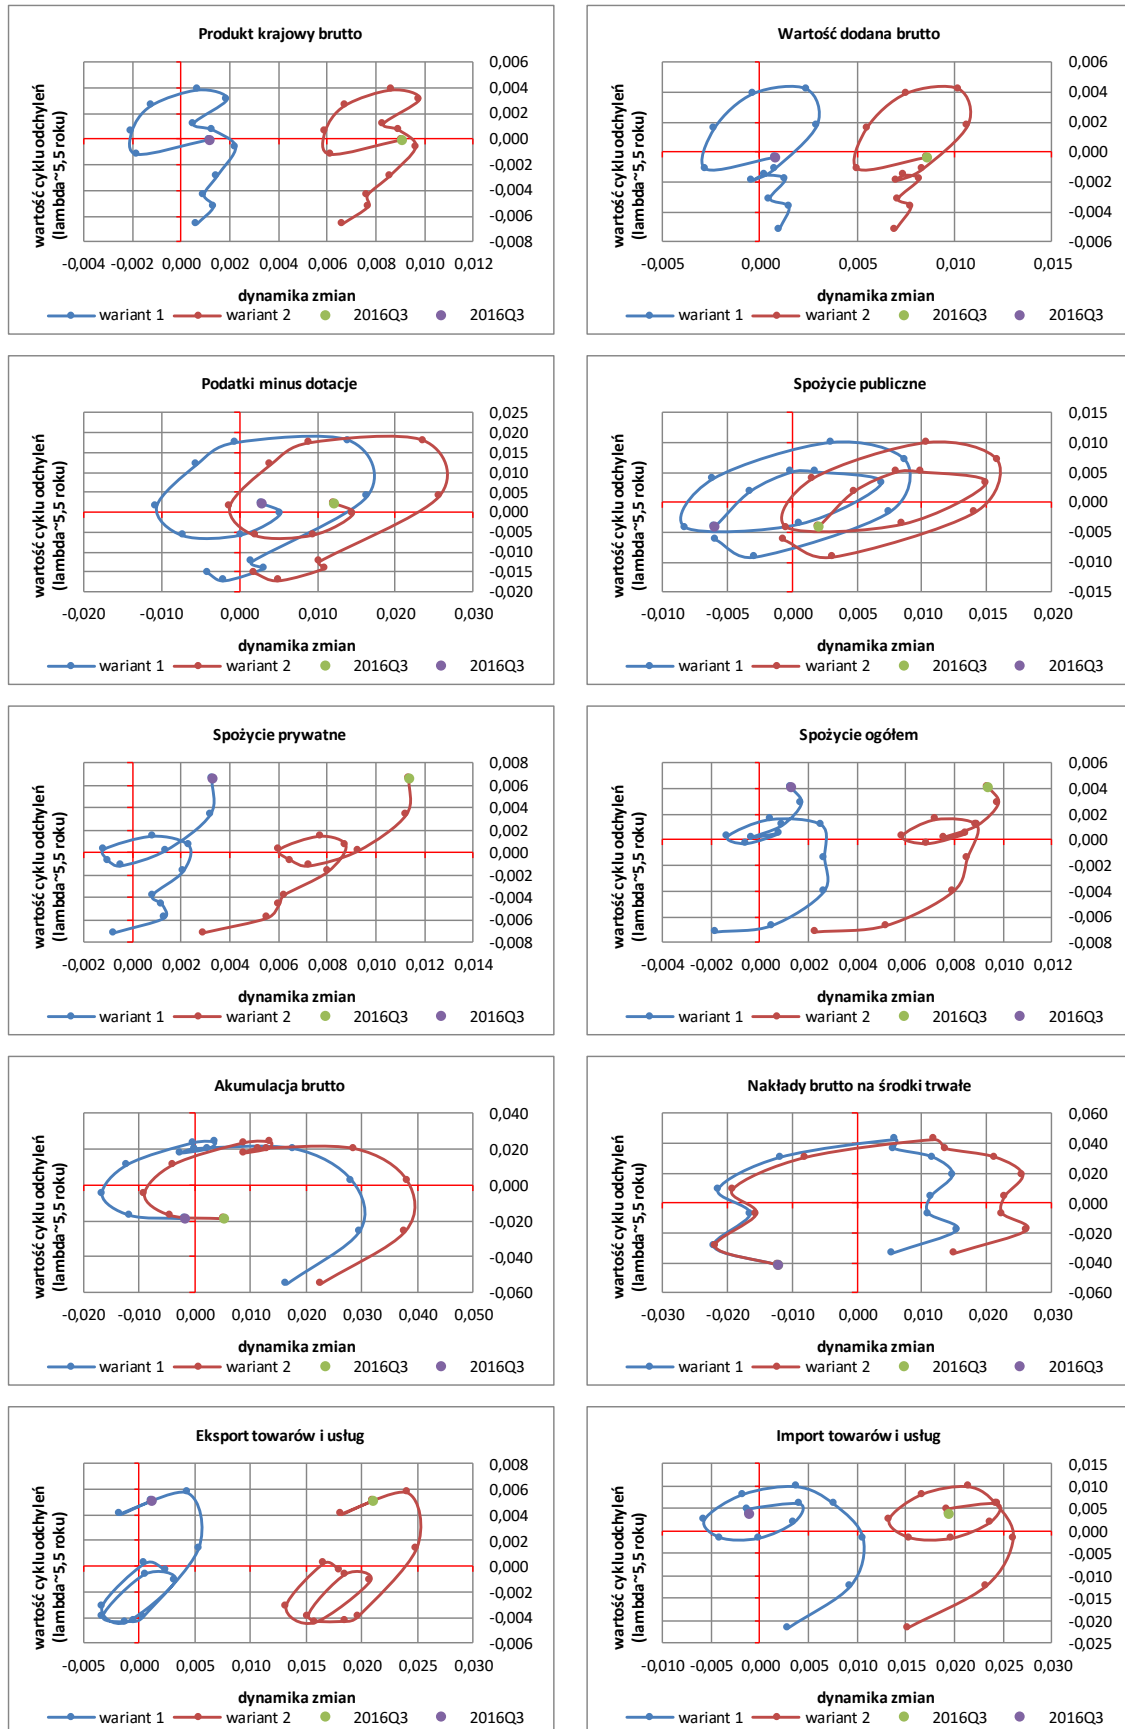 Produkt krajowy brutto
wartość cyklu odchyleń
(lambda~5,5 roku)
0,006
0,004
0,002
0,000
-0,002
-0,004
-0,006
-0,008
-0,004 -0,002 0,000 0,002 0,004 0,006 0,008 0,010 0,012
dynamika zmian
wariant 1 wariant 2 2016Q3 2016Q3
Wartość dodana brutto
wartość cyklu odchyleń
(lambda~5,5 roku)
0,006
0,004
0,002
0,000
-0,002
-0,004
-0,006
-0,005 0,000 0,005 0,010 0,015
dynamika zmian
wariant 1 wariant 2 2016Q3 2016Q3
Podatki minus dotacje
wartość cyklu odchyleń
(lambda~5,5 roku)
0,025
0,020
0,015
0,010
0,005
0,000
-0,005
-0,010
-0,015
-0,020
-0,020 -0,010 0,000 0,010 0,020 0,030
dynamika zmian
wariant 1 wariant 2 2016Q3 2016Q3
Spożycie publiczne
wartość cyklu odchyleń
(lambda~5,5 roku)
0,015
0,010
0,005
0,000
-0,005
-0,010
-0,015
-0,010 -0,005 0,000 0,005 0,010 0,015 0,020
dynamika zmian
wariant 1 wariant 2 2016Q3 2016Q3
Spożycie prywatne
wartość cyklu odchyleń
(lambda~5,5 roku)
0,008
0,006
0,004
0,002
0,000
-0,002
-0,004
-0,006
-0,008
-0,002 0,000 0,002 0,004 0,006 0,008 0,010 0,012 0,014
dynamika zmian
wariant 1 wariant 2 2016Q3 2016Q3
Spożycie ogółem
wartość cyklu odchyleń
(lambda~5,5 roku)
0,006
0,004
0,002
0,000
-0,002
-0,004
-0,006
-0,008
-0,004 -0,002 0,000 0,002 0,004 0,006 0,008 0,010 0,012
dynamika zmian
wariant 1 wariant 2 2016Q3 2016Q3
Akumulacja brutto
wartość cyklu odchyleń
(lambda~5,5 roku)
0,040
0,020
0,000
-0,020
-0,040
-0,060
-0,020 -0,010 0,000 0,010 0,020 0,030 0,040 0,050
dynamika zmian
wariant 1 wariant 2 2016Q3 2016Q3
Nakłady brutto na środki trwałe
wartość cyklu odchyleń
(lambda~5,5 roku)
0,060
0,040
0,020
0,000
-0,020
-0,040
-0,060
-0,030 -0,020 -0,010 0,000 0,010 0,020 0,030
dynamika zmian
wariant 1 wariant 2 2016Q3 2016Q3
Eksport towarów i usług
wartość cyklu odchyleń
(lambda~5,5 roku)
0,008
0,006
0,004
0,002
0,000
-0,002
-0,004
-0,006
-0,005 0,000 0,005 0,010 0,015 0,020 0,025 0,030
dynamika zmian
wariant 1 wariant 2 2016Q3 2016Q3
Import towarów i usług
wartość cyklu odchyleń
(lambda~5,5 roku)
0,015
0,010
0,005
0,000
-0,005
-0,010
-0,015
-0,020
-0,025
-0,010 -0,005 0,000 0,005 0,010 0,015 0,020 0,025 0,030
dynamika zmian
wariant 1 wariant 2 2016Q3 2016Q3